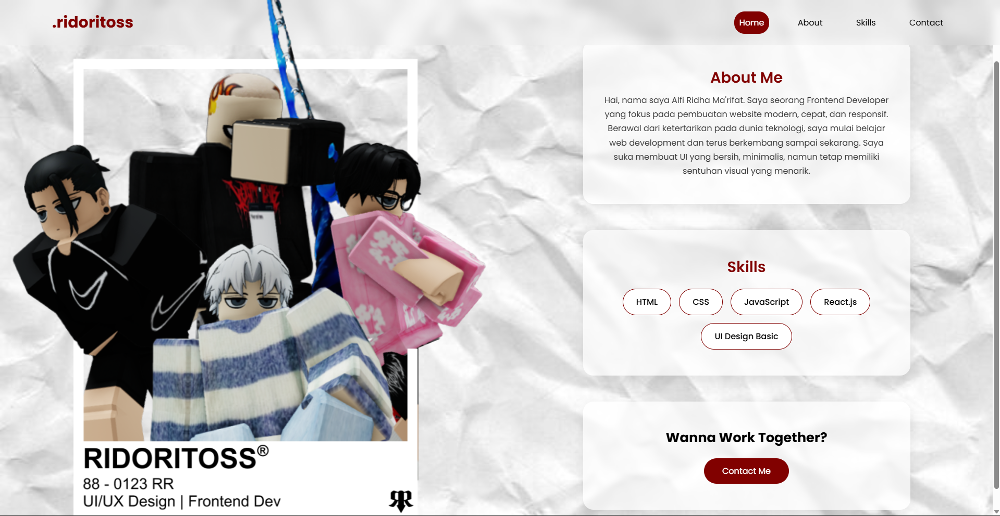 .ridoritoss
Home
About
Skills
Contact
About Me
Hai, nama saya Alfi Ridha Ma'rifat. Saya seorang Frontend Developer
yang fokus pada pembuatan website modern, cepat, dan responsif.
Berawal dari ketertarikan pada dunia teknologi, saya mulai belajar
web development dan terus berkembang sampai sekarang. Saya
suka membuat UI yang bersih, minimalis, namun tetap memiliki
sentuhan visual yang menarik.
Skills
HTML
CSS
JavaScript
React.js
UI Design Basic
Wanna Work Together?
Contact Me
RIDORITOSS®
88 - 0123 RR
UI/UX Design | Frontend Dev